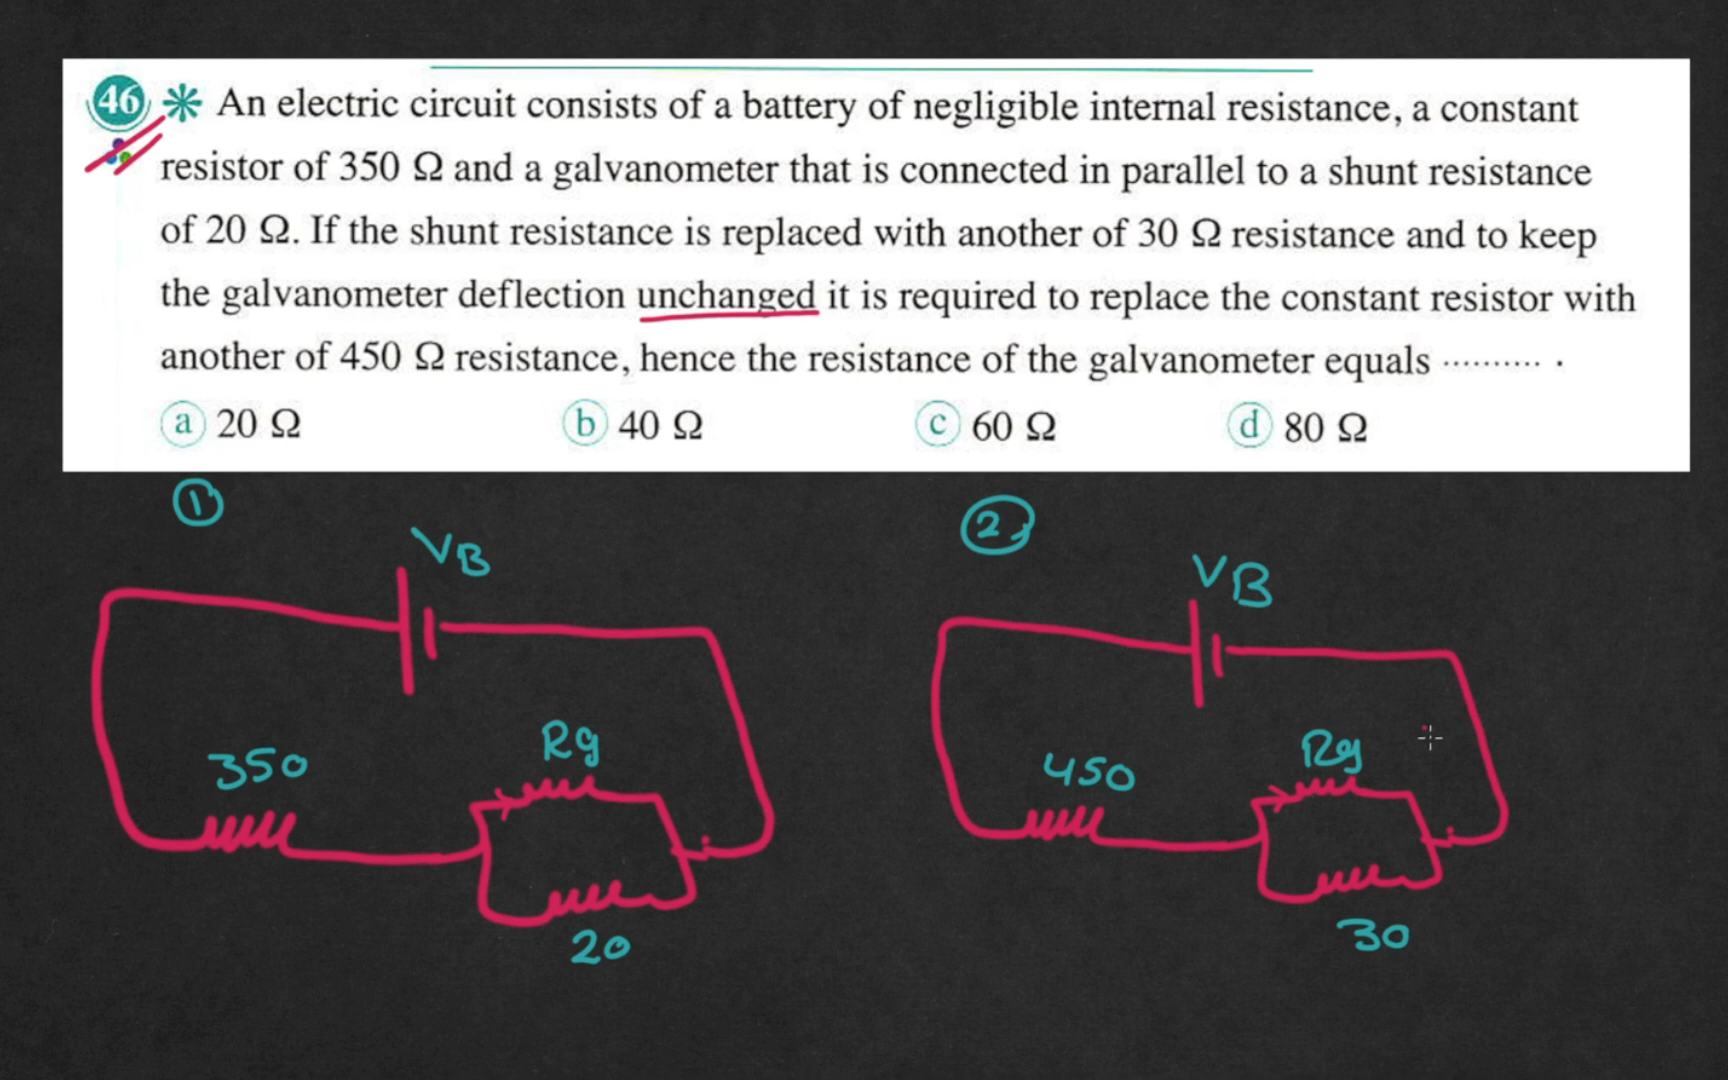 46 * An electric circuit consists of a battery of negligible internal resistance, a constant
resistor of 350 Ω and a galvanometer that is connected in parallel to a shunt resistance
of 20 Ω. If the shunt resistance is replaced with another of 30 Ω resistance and to keep
the galvanometer deflection unchanged it is required to replace the constant resistor with
another of 450 Ω resistance, hence the resistance of the galvanometer equals .......... .
a 20 Ω b 40 Ω c 60 Ω d 80 Ω
1
VB
350
Rg
20
2
VB
450
Rg
30